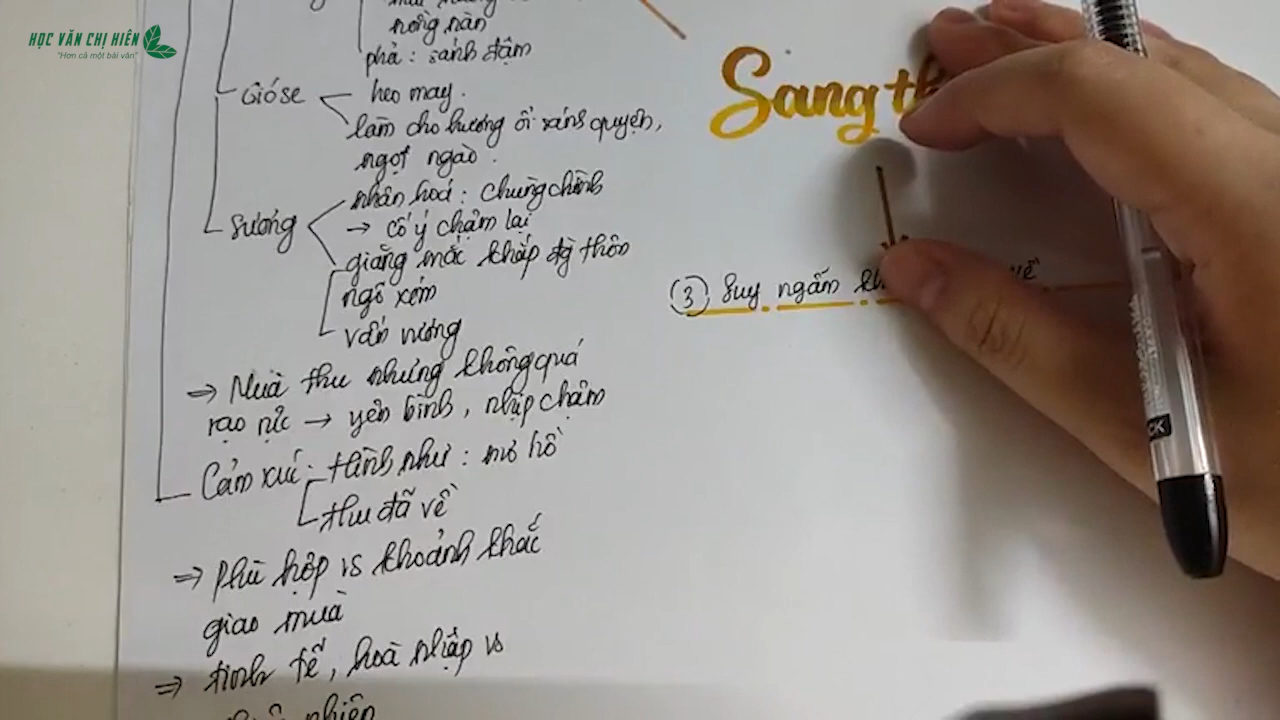 HỌC VĂN CHỊ HIÊN
"Hơn cả một bài văn"
nồng nàn
phả: sánh đậm
Gió se
heo may.
làm cho hương ổi sánh quyện,
ngọt ngào.
Sương
nhân hoá: chùng chình
→ cố ý chậm lại
giăng mắc khắp đg thôn
ngõ xóm
vấn vương
⇒ Mùa thu nhưng không quá
rạo rực → yên bình, nhịp chậm
Cảm xúc
hình như: mơ hồ
thu đã về
⇒ Phù hợp vs khoảnh khắc
giao mùa
⇒ tinh tế, hoà nhập vs
Sang th
③ Suy ngẫm
về